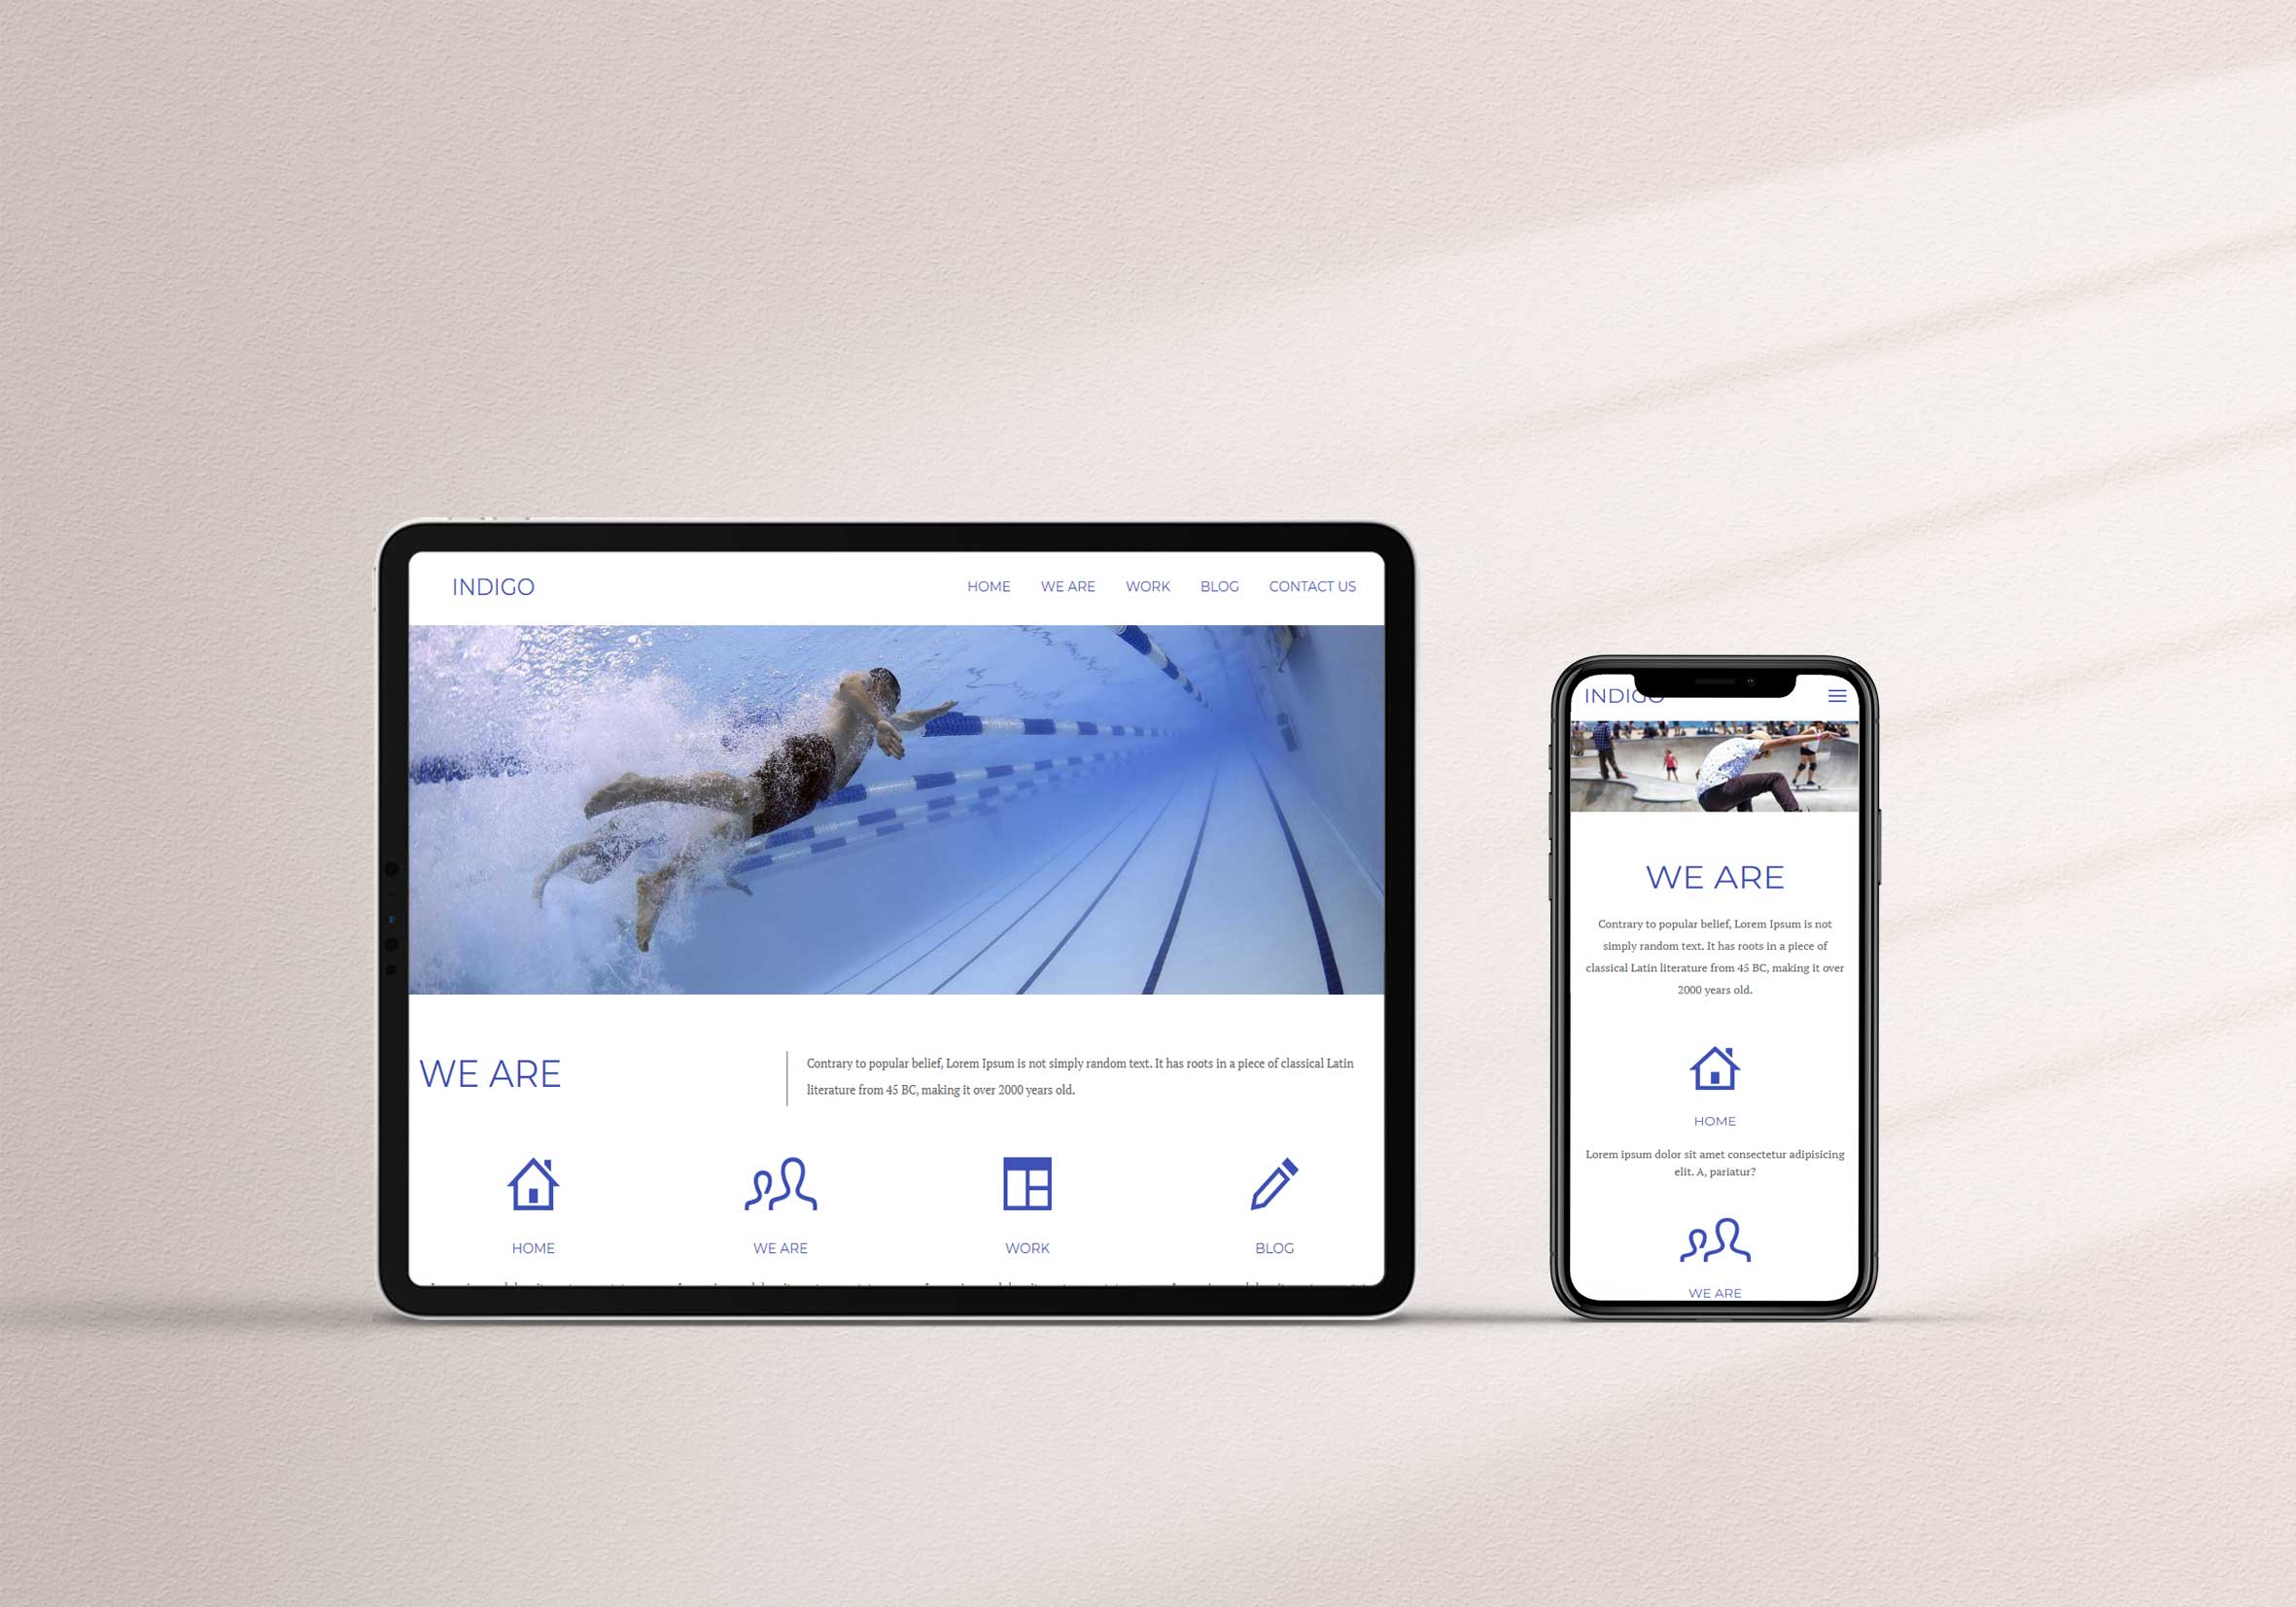 INDIGO
HOME WE ARE WORK BLOG CONTACT US
WE ARE
Contrary to popular belief, Lorem Ipsum is not simply random text. It has roots in a piece of classical Latin
literature from 45 BC, making it over 2000 years old.
HOME WE ARE WORK BLOG
INDIGO
WE ARE
Contrary to popular belief, Lorem Ipsum is not
simply random text. It has roots in a piece of
classical Latin literature from 45 BC, making it over
2000 years old.
HOME
Lorem ipsum dolor sit amet consectetur adipisicing
elit. A, pariatur?
WE ARE